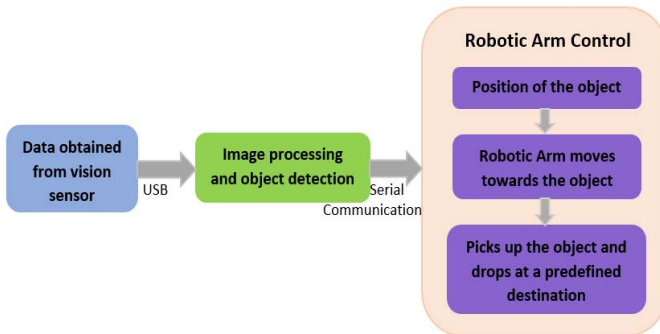 Data obtained
from vision
sensor
USB
Image processing
and object detection
Serial
Communication
Robotic Arm Control
Position of the object
Robotic Arm moves
towards the object
Picks up the object and
drops at a predefined
destination